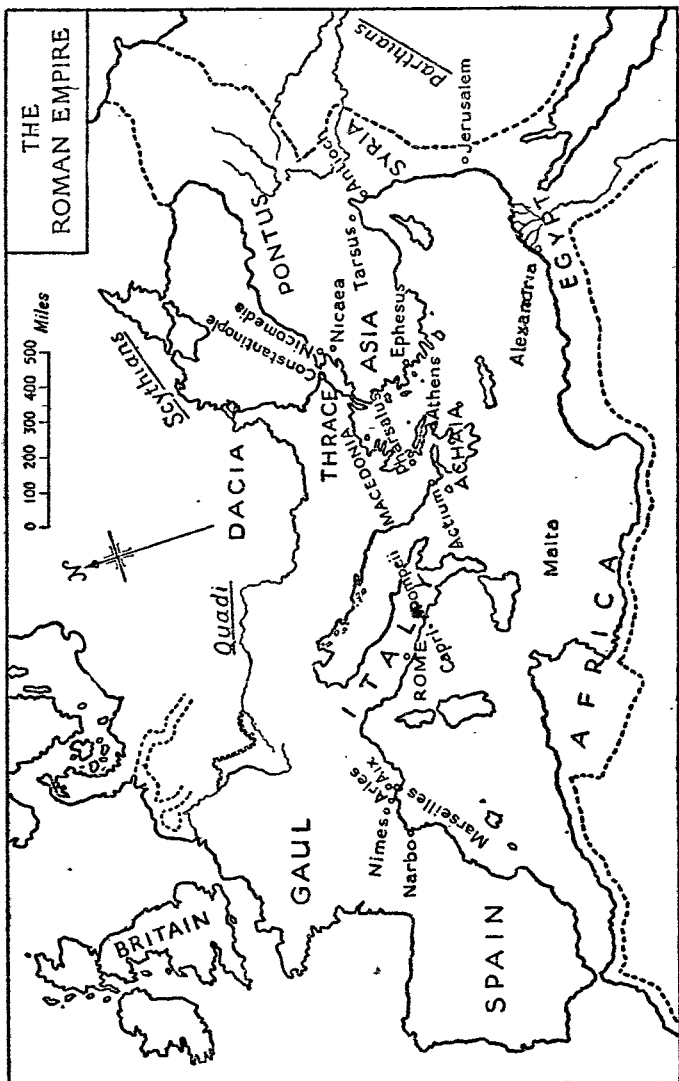 THE
ROMAN EMPIRE
0 100 200 300 400 500 Miles
N
BRITAIN
GAUL
SPAIN
Quadi
DACIA
Scythians
Parthians
Nimes
Arles
Aix
Narbo
Marseilles
ITALY
ROME
Pompeii
Capri
Malta
AFRICA
THRACE
MACEDONIA
Constantinople
Nicomedia
Nicaea
PONTUS
ASIA
Pharsalus
Ephesus
Athens
Actium
ACHAIA
Tarsus
Antioch
SYRIA
Jerusalem
Alexandria
EGYPT